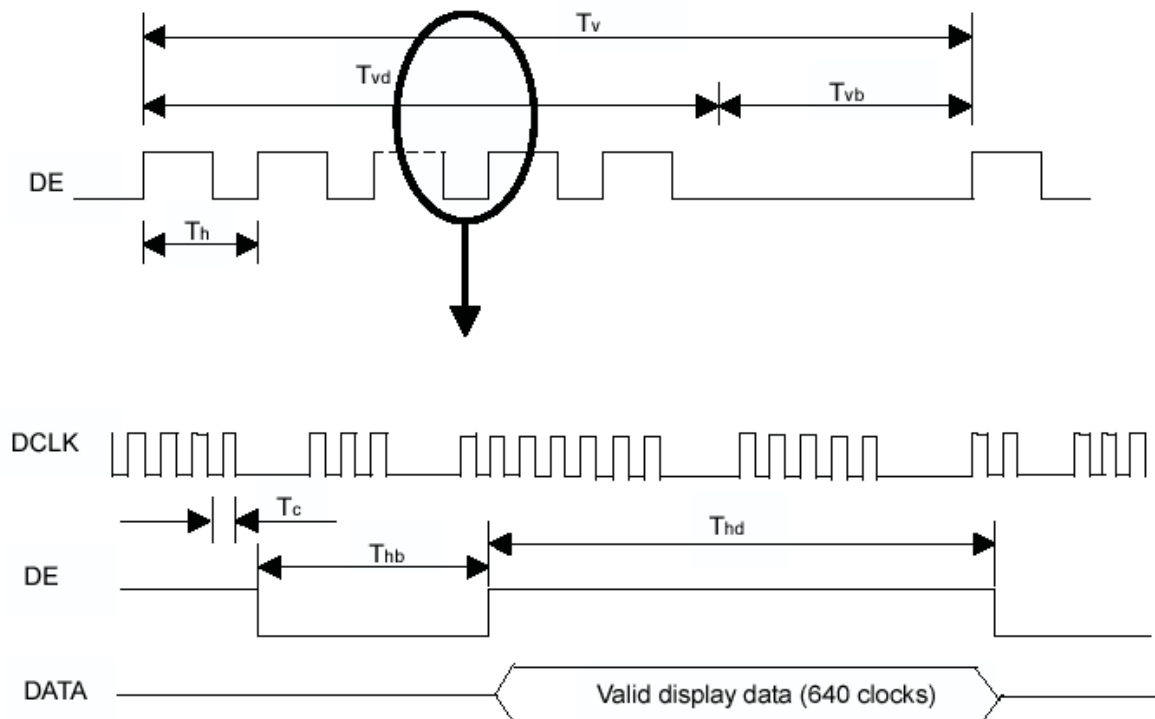 Tv
Tvd
Tvb
DE
Th
DCLK
Tc
Thd
Thb
DE
DATA
Valid display data (640 clocks)